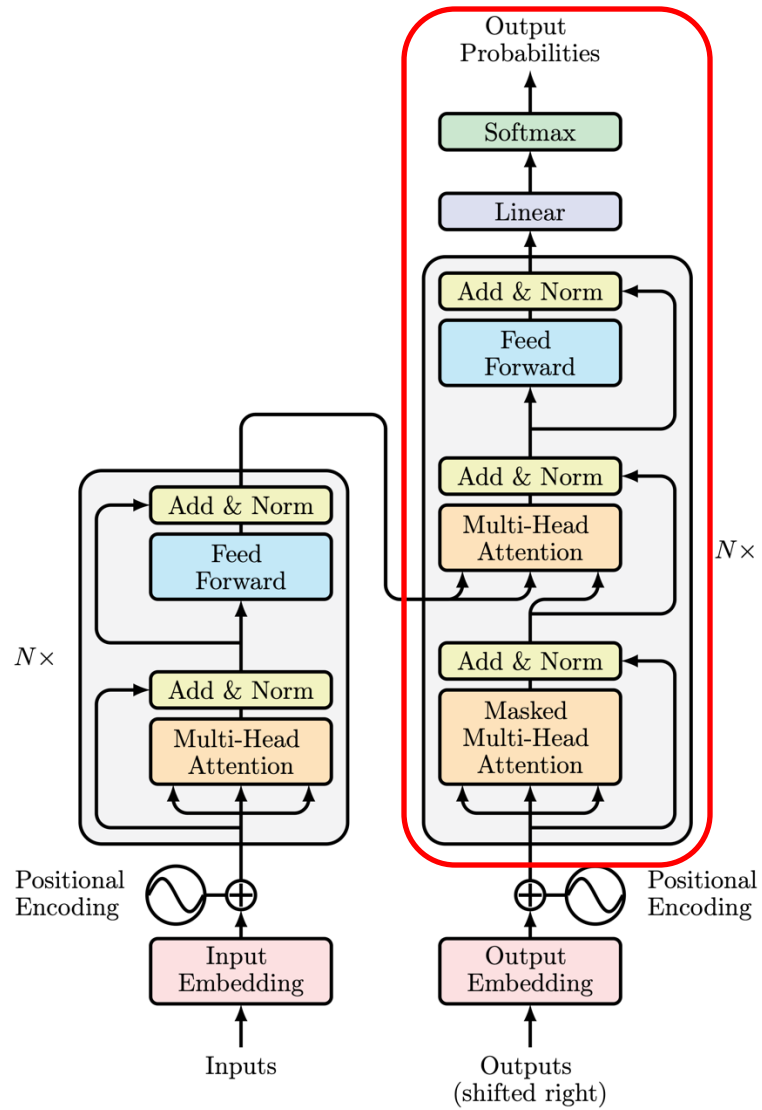 Output
Probabilities
Softmax
Linear
Add & Norm
Feed
Forward
Add & Norm
Multi-Head
Attention
N×
Add & Norm
Masked
Multi-Head
Attention
Add & Norm
Feed
Forward
N×
Add & Norm
Multi-Head
Attention
Positional
Encoding
Positional
Encoding
Input
Embedding
Output
Embedding
Inputs
Outputs
(shifted right)